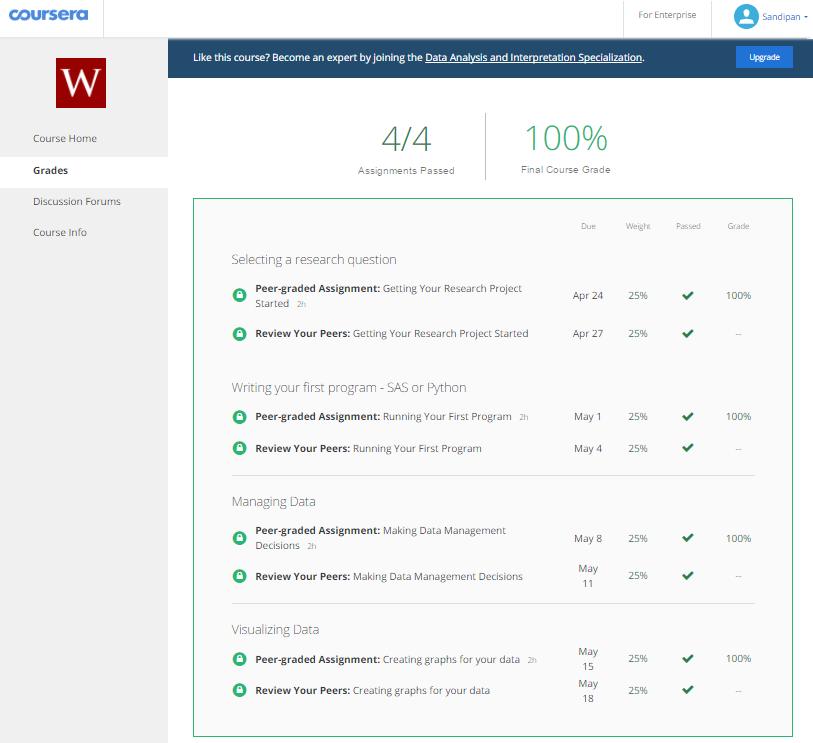 coursera
For Enterprise
Sandipan
Like this course? Become an expert by joining the Data Analysis and Interpretation Specialization.
Upgrade
W
Course Home
Grades
Discussion Forums
Course Info
4/4
Assignments Passed
100%
Final Course Grade
Due Weight Passed Grade
Selecting a research question
Peer-graded Assignment: Getting Your Research Project
Started 2h
Apr 24 25% 100%
Review Your Peers: Getting Your Research Project Started Apr 27 25% --
Writing your first program - SAS or Python
Peer-graded Assignment: Running Your First Program 2h May 1 25% 100%
Review Your Peers: Running Your First Program May 4 25% --
Managing Data
Peer-graded Assignment: Making Data Management
Decisions 2h
May 8 25% 100%
Review Your Peers: Making Data Management Decisions
May
11
25% --
Visualizing Data
Peer-graded Assignment: Creating graphs for your data 2h
May
15
25% 100%
Review Your Peers: Creating graphs for your data
May
18
25% --